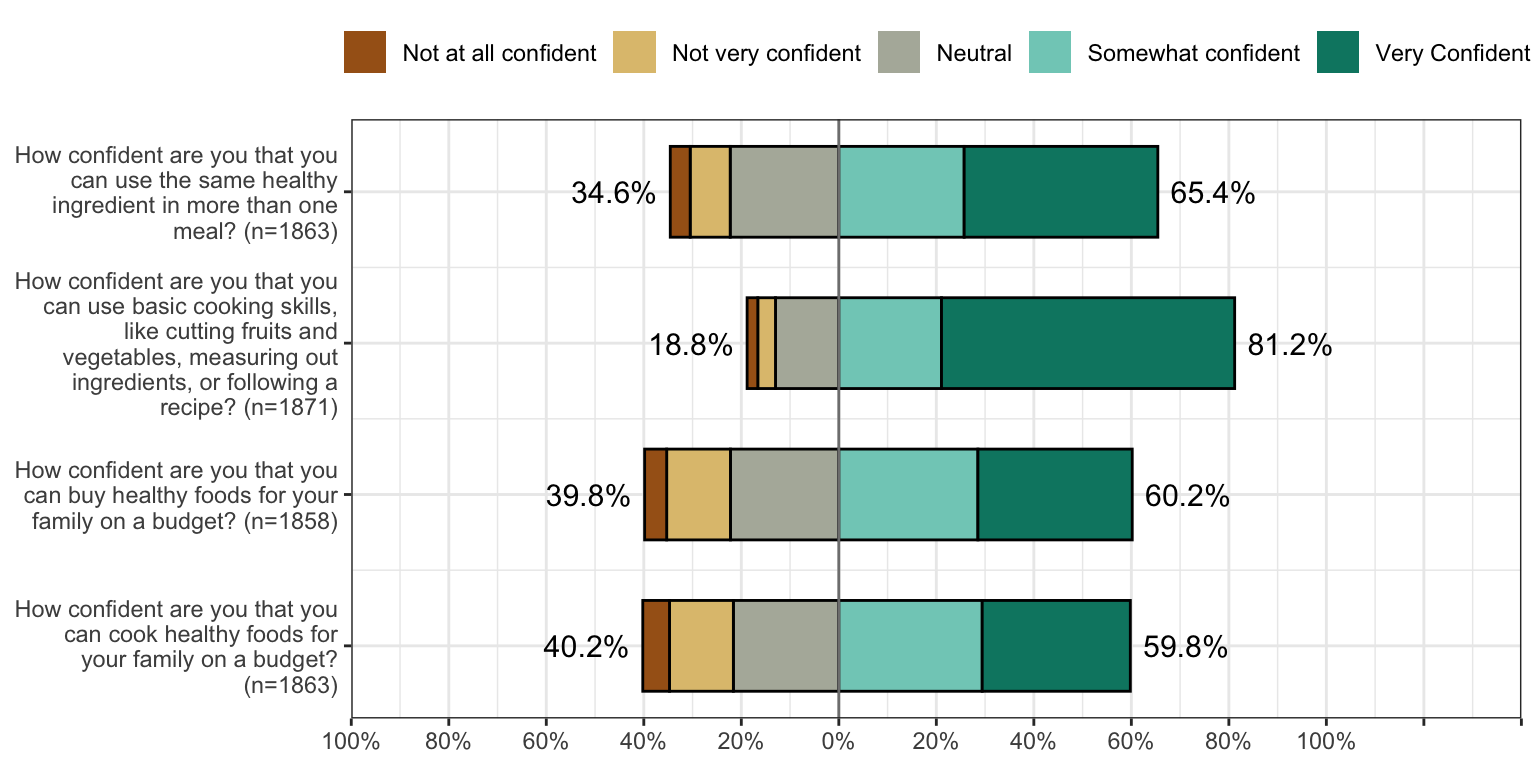 Not at all confident Not very confident Neutral Somewhat confident Very Confident
How confident are you that you
can use the same healthy
ingredient in more than one
meal? (n=1863)
34.6% 65.4%
How confident are you that you
can use basic cooking skills,
like cutting fruits and
vegetables, measuring out
ingredients, or following a
recipe? (n=1871)
18.8% 81.2%
How confident are you that you
can buy healthy foods for your
family on a budget? (n=1858)
39.8% 60.2%
How confident are you that you
can cook healthy foods for
your family on a budget?
(n=1863)
40.2% 59.8%
100% 80% 60% 40% 20% 0% 20% 40% 60% 80% 100%